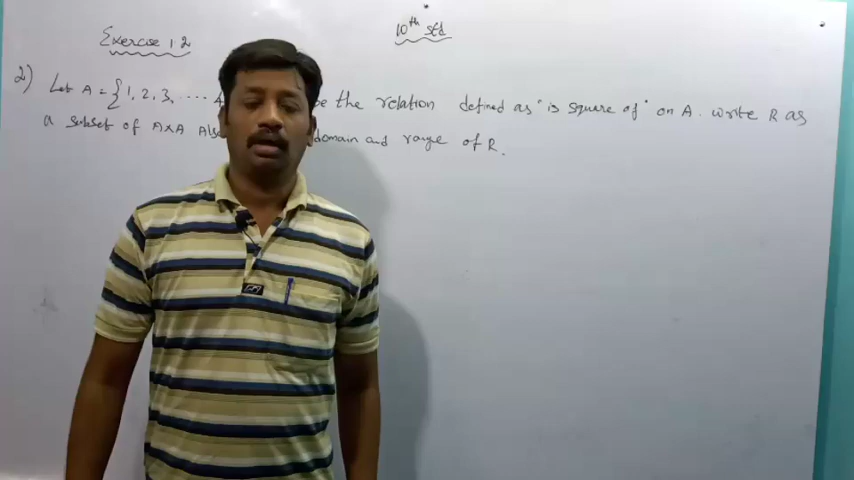 Exercise 1.2
10th std
2) Let A = {1, 2, 3, .... 4 be the relation defined as "is square of" on A. write R as
a subset of A×A Als domain and range of R.